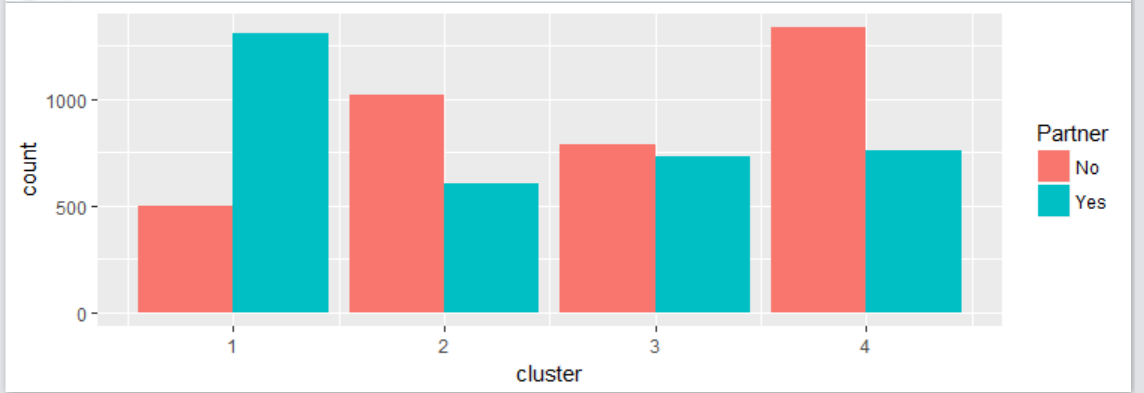 count
1000
500
0
1
2
3
4
cluster
Partner
No
Yes